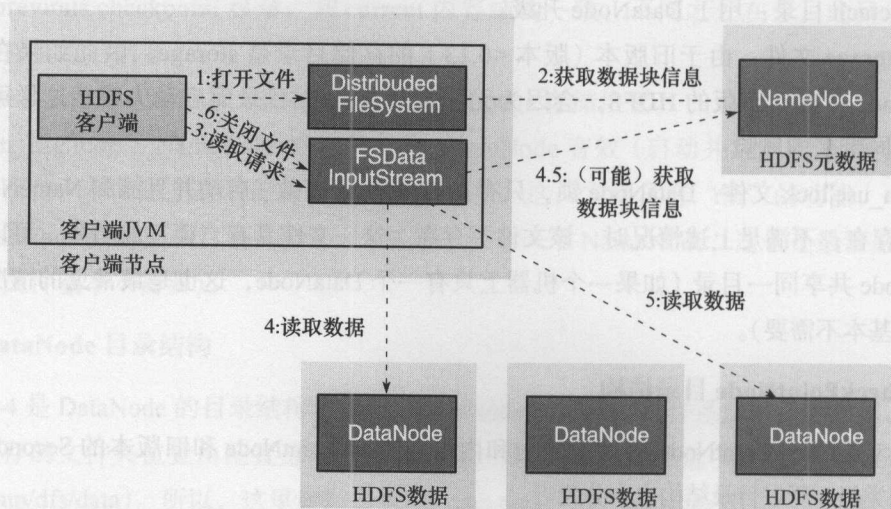 1:打开文件
HDFS
客户端
Distribuded
FileSystem
6:关闭文件
3:读取请求
FSData
InputStream
客户端JVM
客户端节点
2:获取数据块信息
NameNode
HDFS元数据
4.5:（可能）获取
数据块信息
4:读取数据
5:读取数据
DataNode
HDFS数据
DataNode
HDFS数据
DataNode
HDFS数据